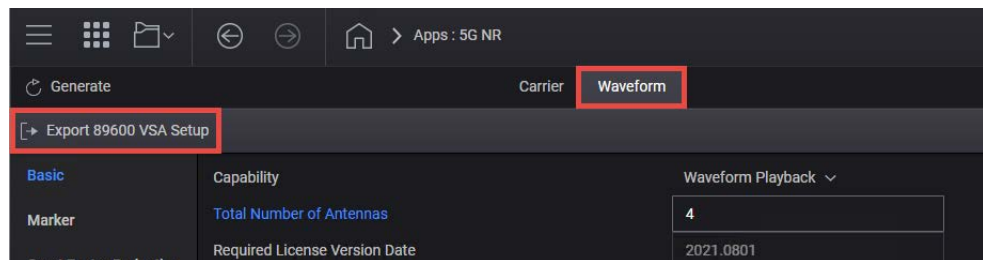 > Apps : 5G NR
Generate
Carrier Waveform
Export 89600 VSA Setup
Basic
Capability
Waveform Playback
Marker
Total Number of Antennas
4
Required License Version Date
2021.0801